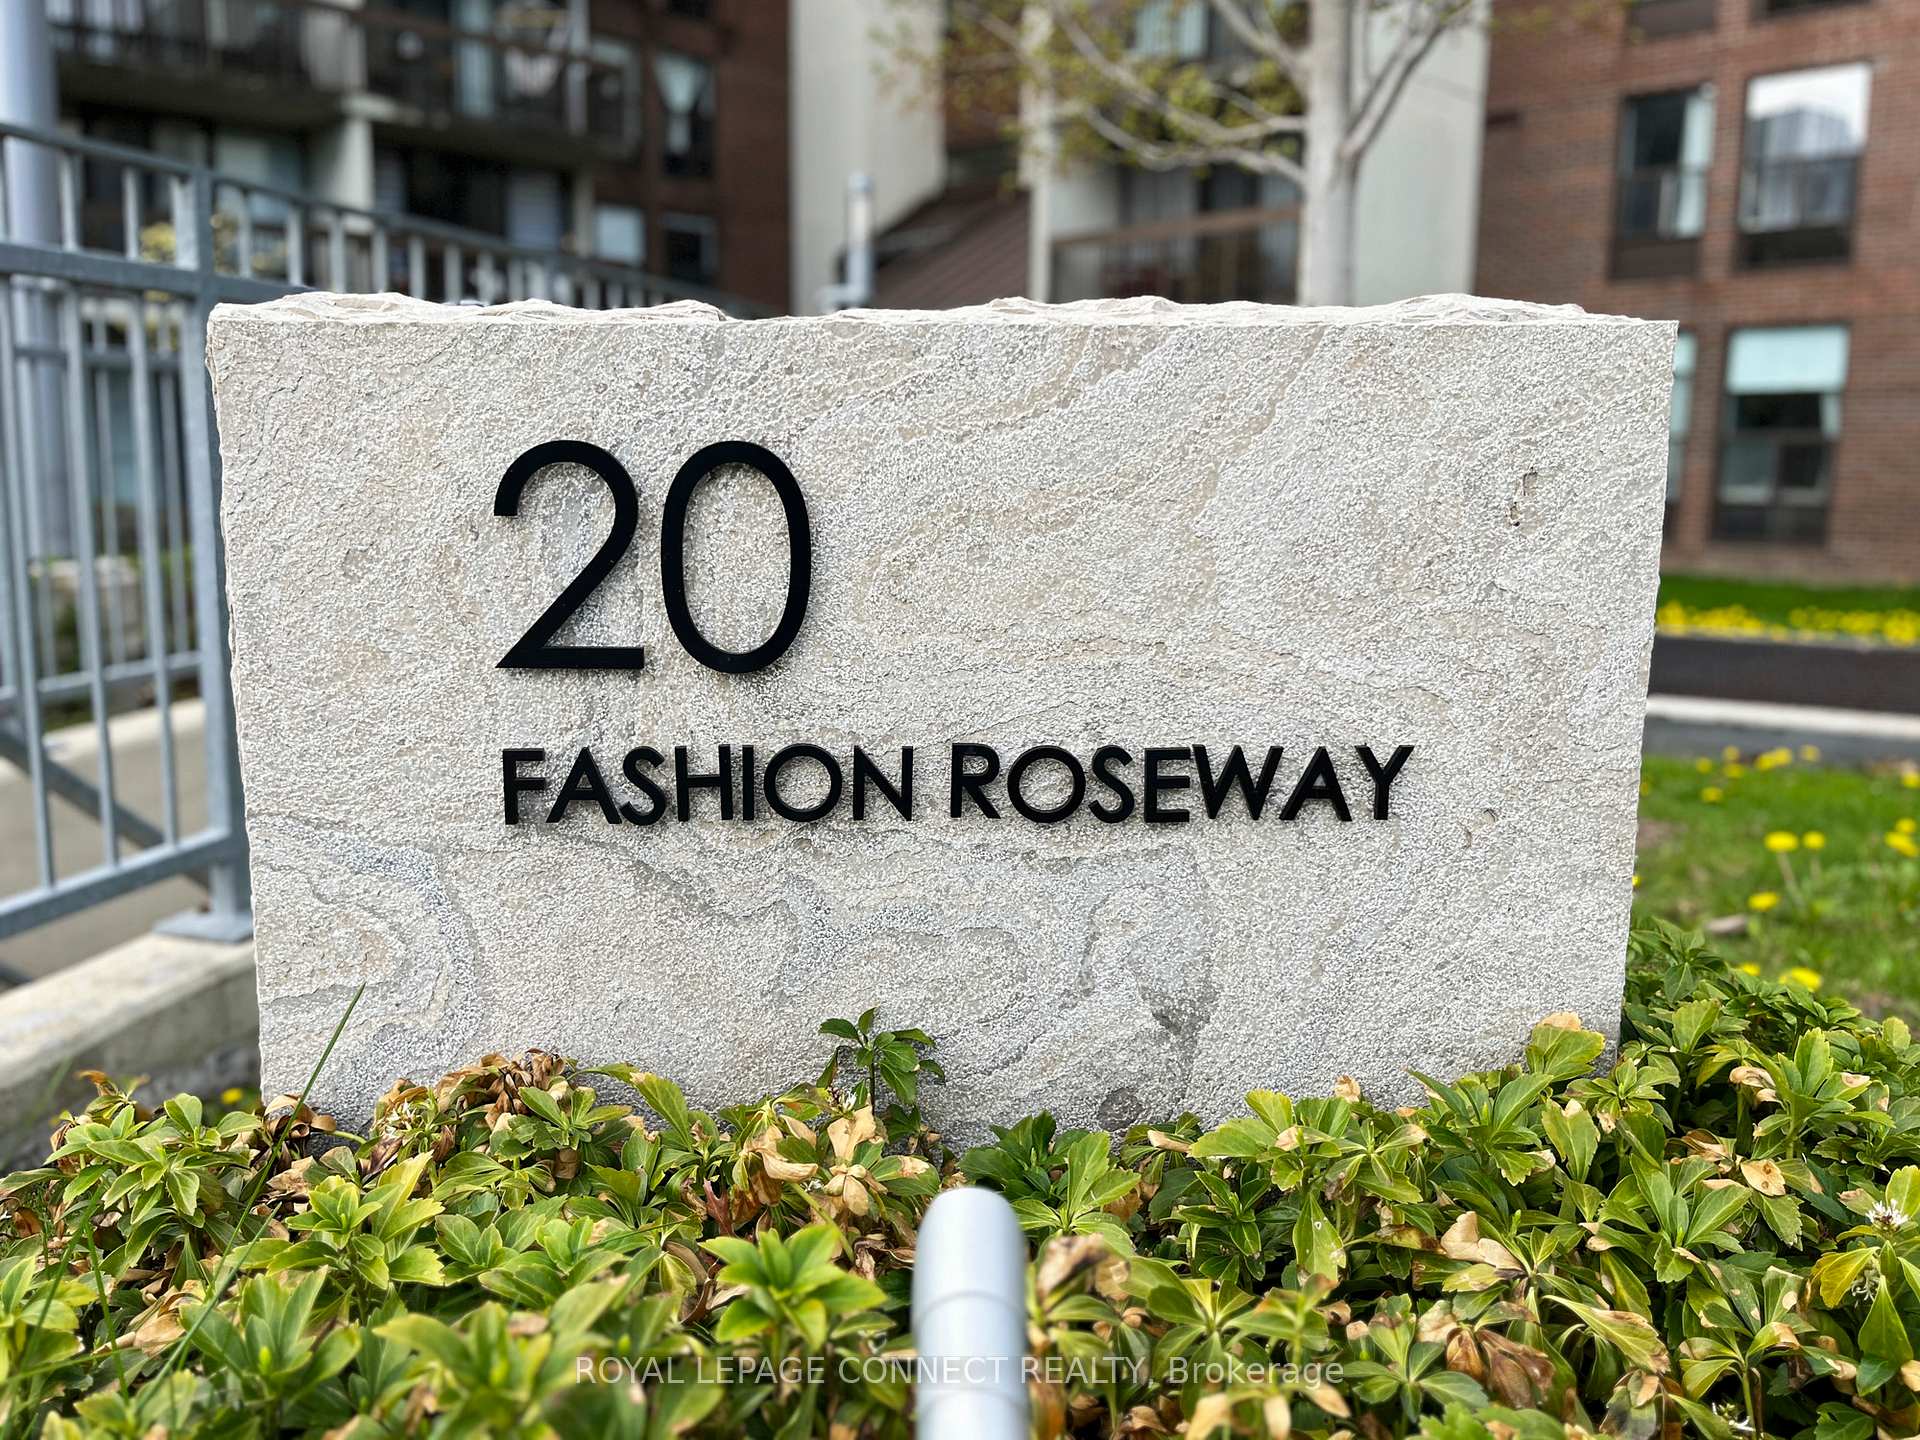 20
FASHION ROSEWAY
ROYAL LEPAGE CONNECT REALTY, Brokerage